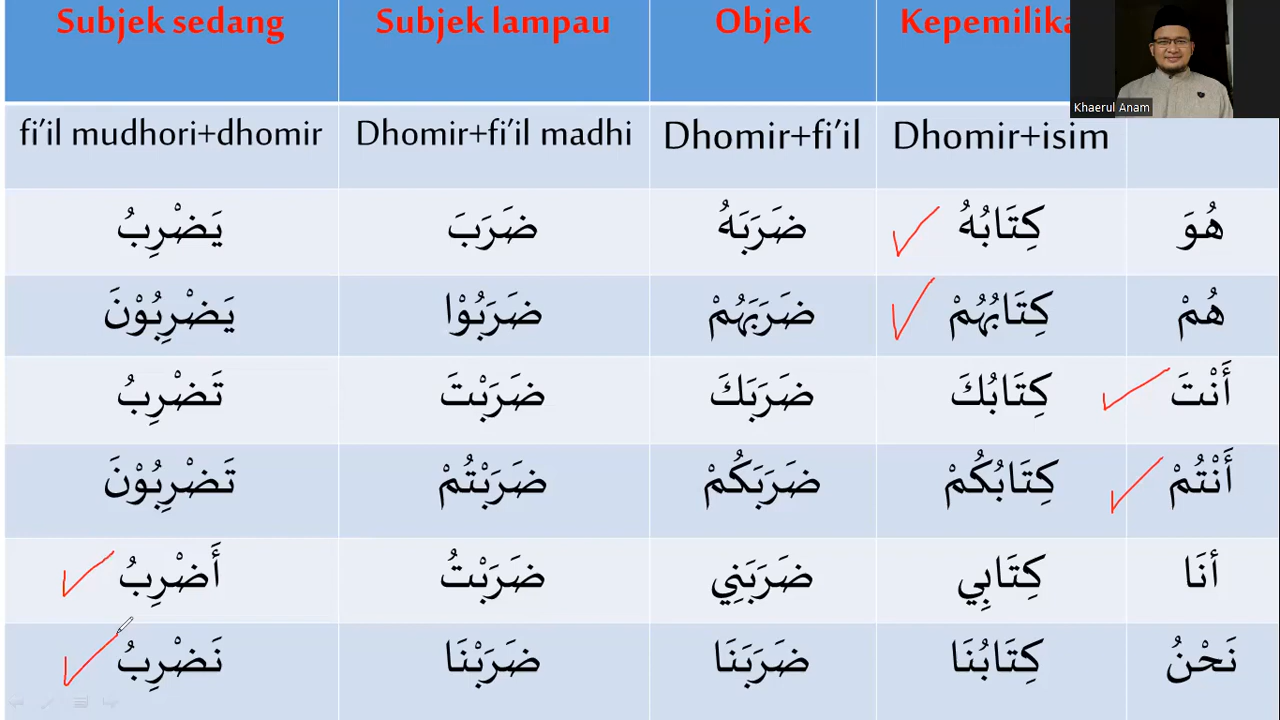 Subjek sedang Subjek lampau Objek Kepemilika
Khaerul Anam
fi'il mudhori+dhomir Dhomir+fi'il madhi Dhomir+fi'il Dhomir+isim
هُوَ كِتَابُهُ ضَرَبَهُ ضَرَبَ يَضْرِبُ
هُمْ كِتَابُهُمْ ضَرَبَهُمْ ضَرَبُوْا يَضْرِبُوْنَ
أَنْتَ كِتَابُكَ ضَرَبَكَ ضَرَبْتَ تَضْرِبُ
أَنْتُمْ كِتَابُكُمْ ضَرَبَكُمْ ضَرَبْتُمْ تَضْرِبُوْنَ
أنَا كِتَابِي ضَرَبَنِي ضَرَبْتُ أَضْرِبُ
نَحْنُ كِتَابُنَا ضَرَبَنَا ضَرَبْنَا نَضْرِبُ